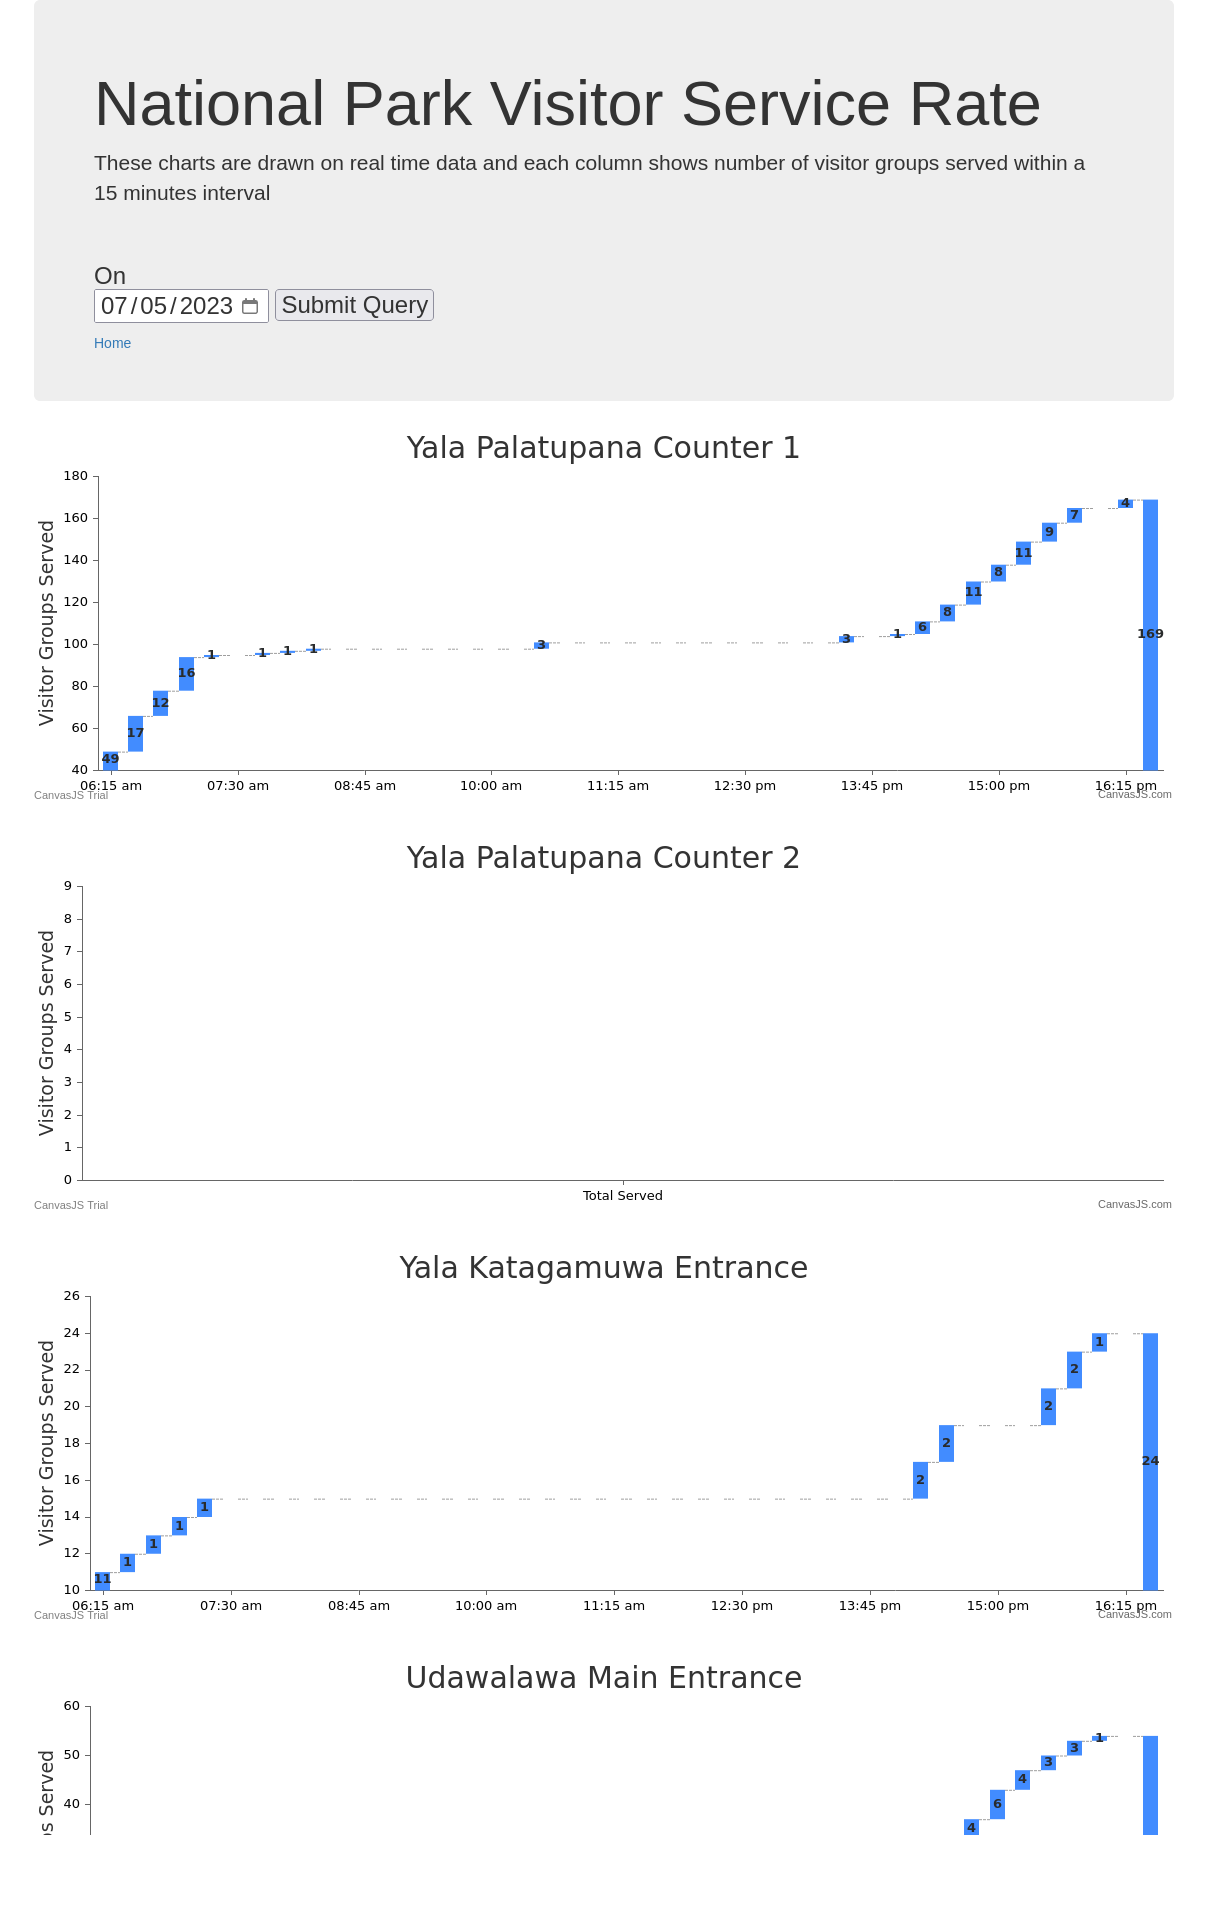 National Park Visitor Service Rate
These charts are drawn on real time data and each column shows number of visitor groups served within a
15 minutes interval
On
07/05/2023 Submit Query
Home
Yala Palatupana Counter 1
Visitor Groups Served
180
160
140
120
100
80
60
40
49 17 12 16 1 1 1 1 3 3 1 6 8 11 8 11 9 7 4 169
06:15 am 07:30 am 08:45 am 10:00 am 11:15 am 12:30 pm 13:45 pm 15:00 pm 16:15 pm
CanvasJS Trial CanvasJS.com
Yala Palatupana Counter 2
Visitor Groups Served
9
8
7
6
5
4
3
2
1
0
Total Served
CanvasJS Trial CanvasJS.com
Yala Katagamuwa Entrance
Visitor Groups Served
26
24
22
20
18
16
14
12
10
11 1 1 1 1 2 2 2 2 1 24
06:15 am 07:30 am 08:45 am 10:00 am 11:15 am 12:30 pm 13:45 pm 15:00 pm 16:15 pm
CanvasJS Trial CanvasJS.com
Udawalawa Main Entrance
Served
60
50
40
4 6 4 3 3 1